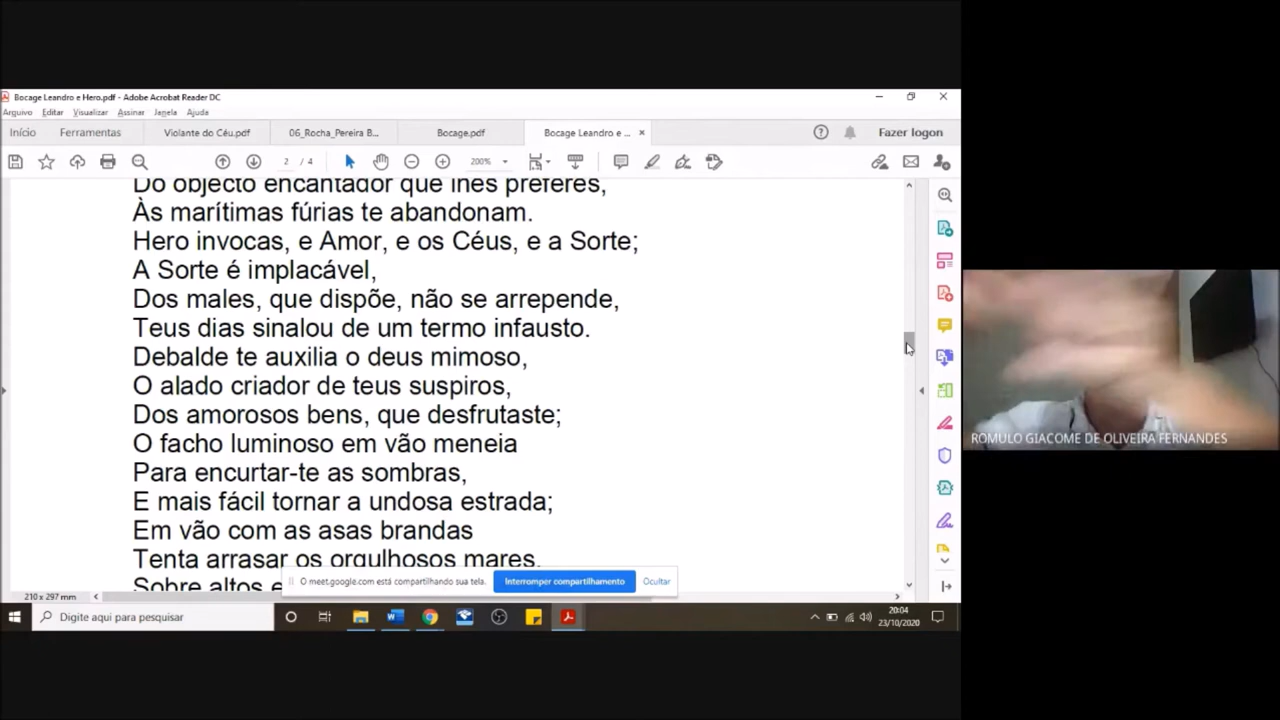 Bocage Leandro e Hero.pdf - Adobe Acrobat Reader DC
Arquivo Editar Visualizar Assinar Janela Ajuda
Início Ferramentas Violante do Céu.pdf 06_Rocha_Pereira B... Bocage.pdf Bocage Leandro e ... × Fazer logon
2 / 4 200%
Do objecto encantador que lhes preferes,
Às marítimas fúrias te abandonam.
Hero invocas, e Amor, e os Céus, e a Sorte;
A Sorte é implacável,
Dos males, que dispõe, não se arrepende,
Teus dias sinalou de um termo infausto.
Debalde te auxilia o deus mimoso,
O alado criador de teus suspiros,
Dos amorosos bens, que desfrutaste;
O facho luminoso em vão meneia
Para encurtar-te as sombras,
E mais fácil tornar a undosa estrada;
Em vão com as asas brandas
Tenta arrasar os orgulhosos mares.
Sobre altos
O meet.google.com está compartilhando sua tela. Interromper compartilhamento Ocultar
210 x 297 mm
Digite aqui para pesquisar
20:04
23/10/2020
ROMULO GIACOME DE OLIVEIRA FERNANDES